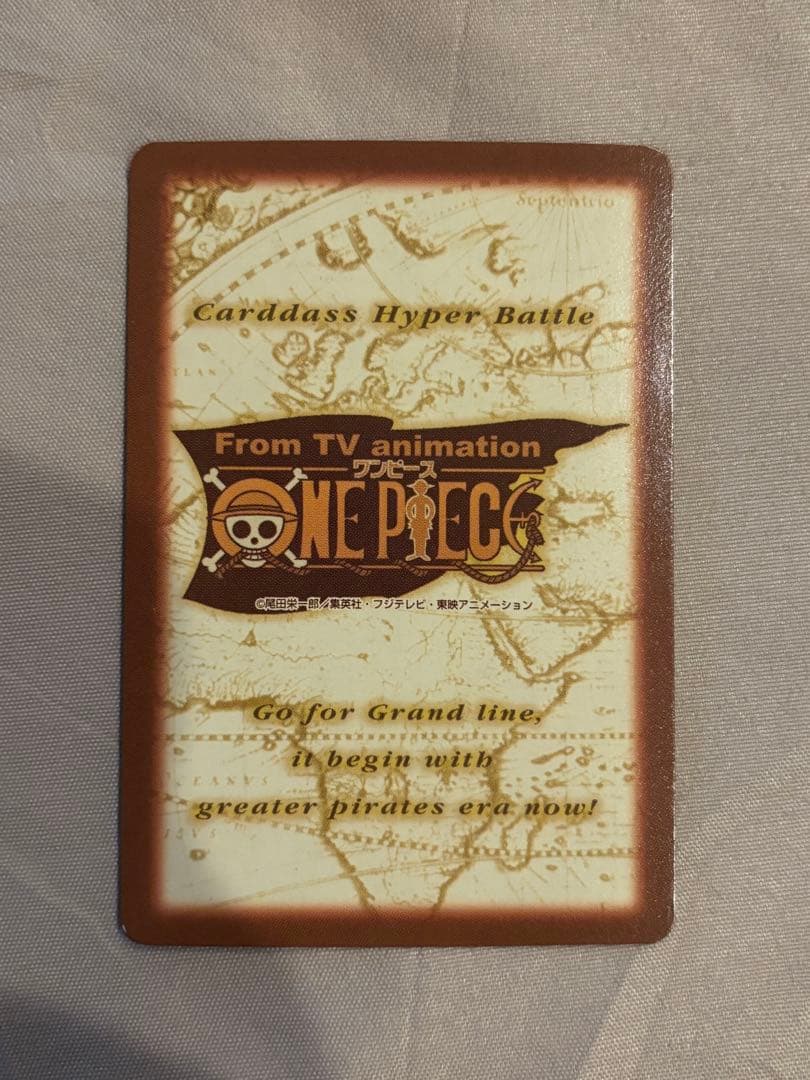 Septentrio
Carddass Hyper Battle
From TV animation
ワンピース
ONE PIECE
©尾田栄一郎/集英社・フジテレビ・東映アニメーション
Go for Grand line,
it begin with
greater pirates era now!